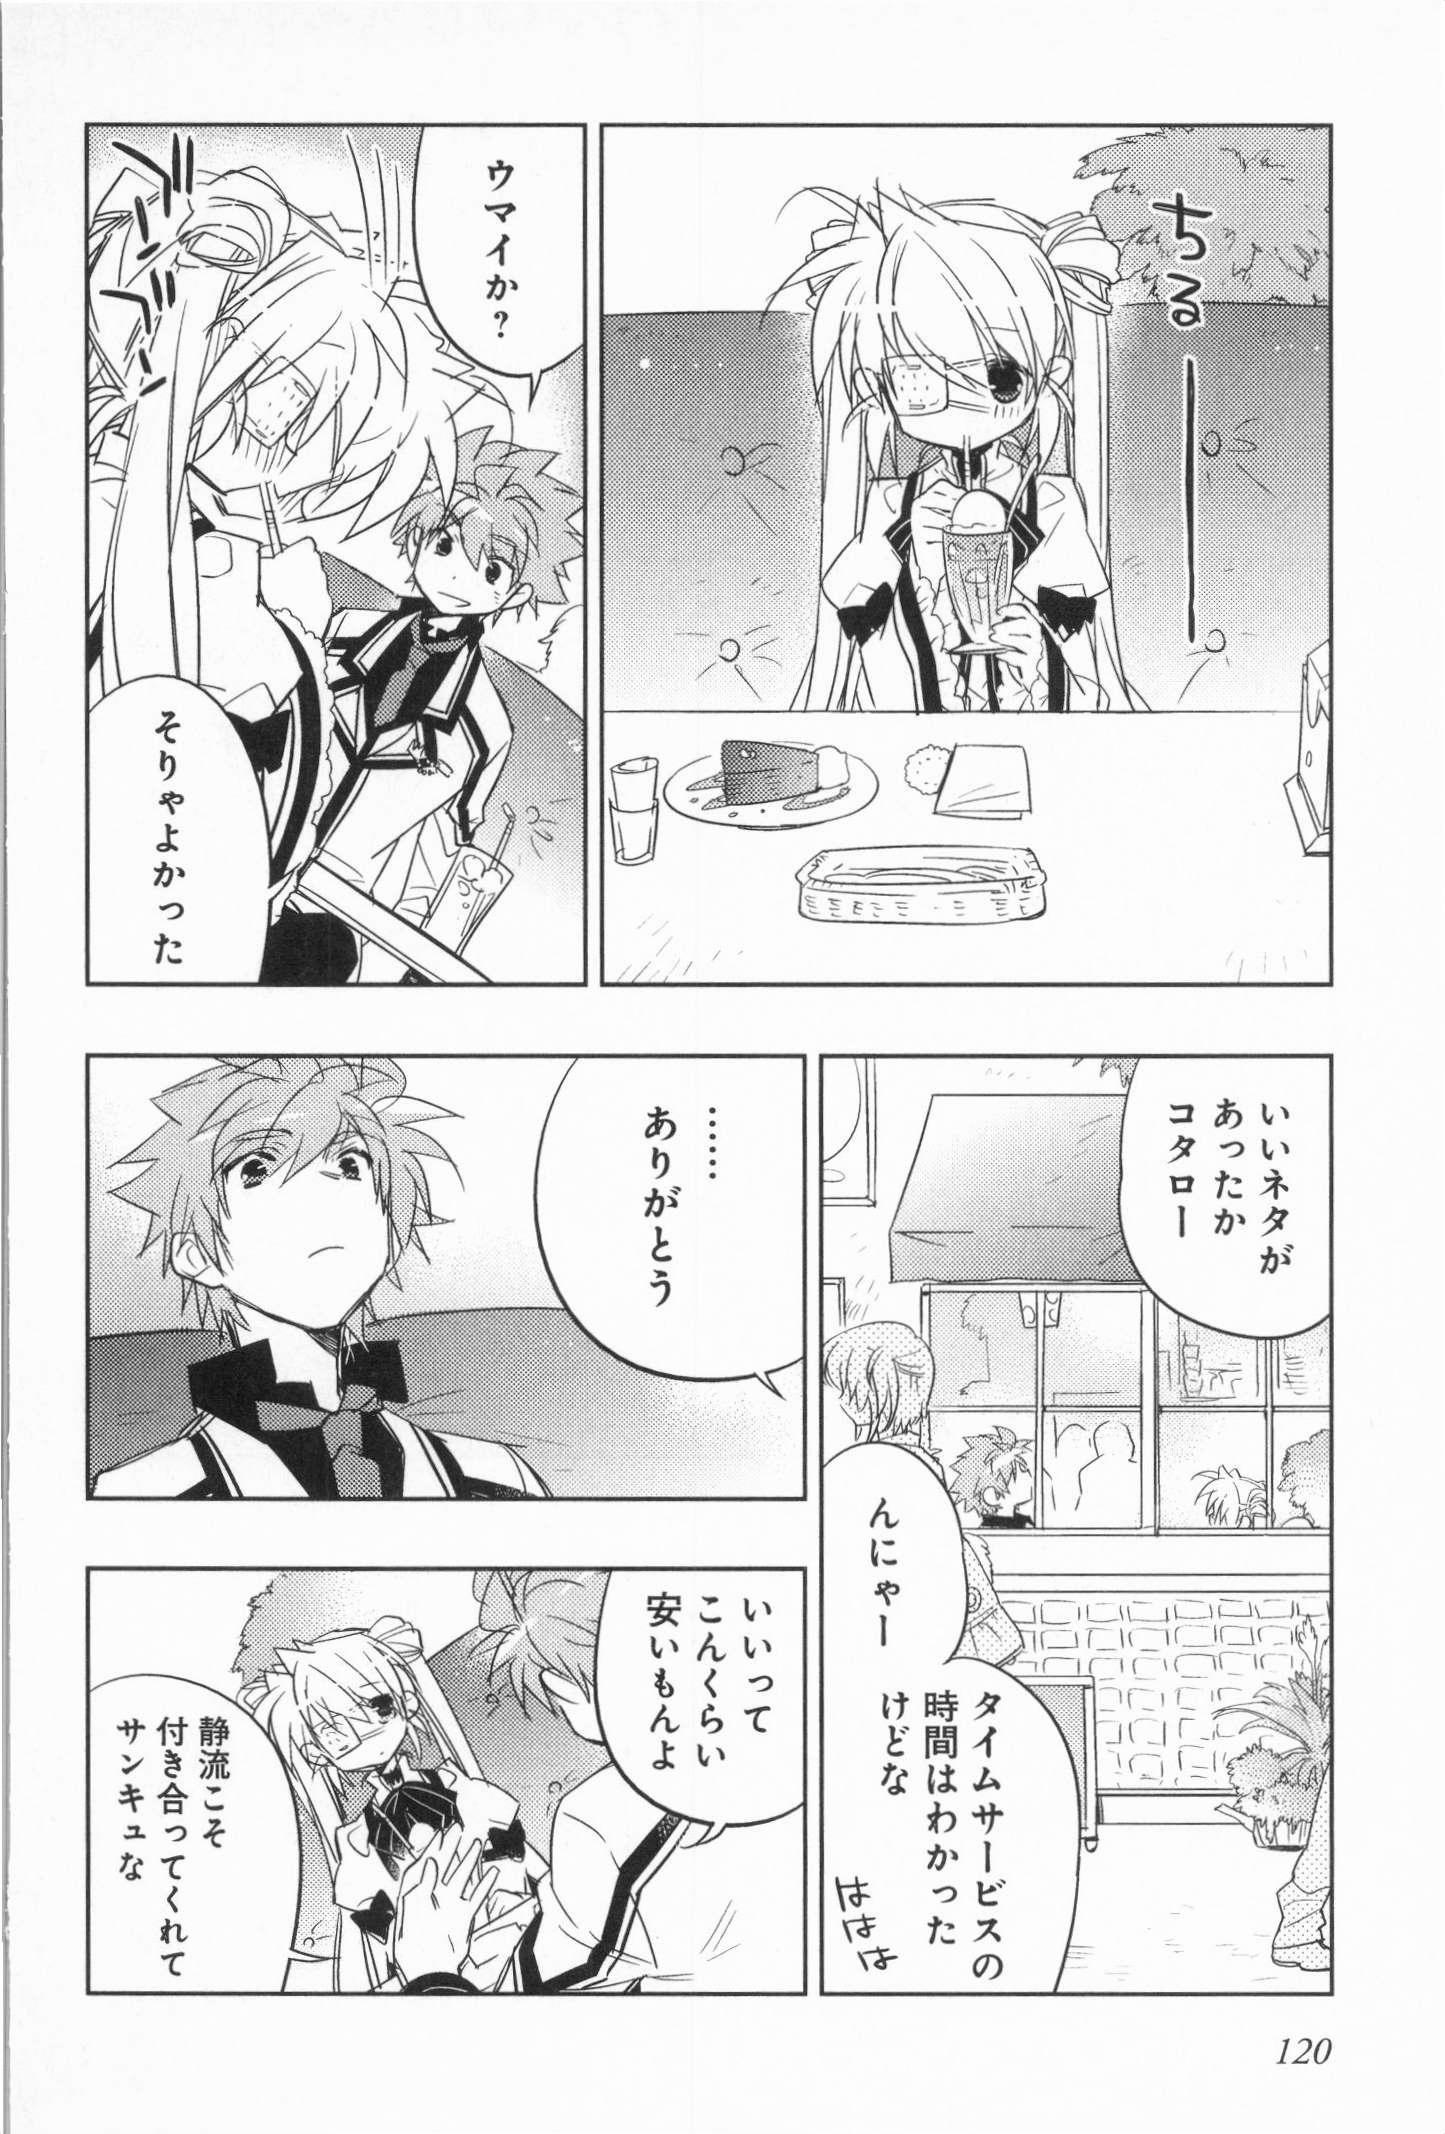 ちるー
ウマイか?
ブンブン
そりゃよかった
いいネタが
あったか
コタロー
んにゃー
タイムサービスの
時間はわかった
けどな
ははは
……
ありがとう
いいって
こんくらい
安いもんよ
静流こそ
付き合ってくれて
サンキュな
120